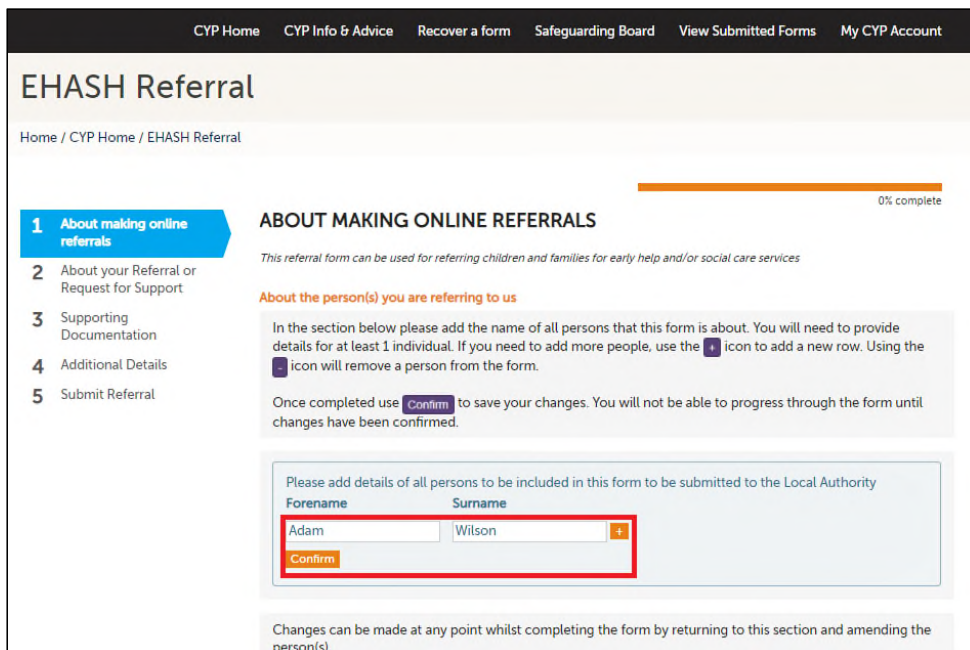 CYP Home CYP Info & Advice Recover a form Safeguarding Board View Submitted Forms My CYP Account
EHASH Referral
Home / CYP Home / EHASH Referral
0% complete
1 About making online
referrals
2 About your Referral or
Request for Support
3 Supporting
Documentation
4 Additional Details
5 Submit Referral
ABOUT MAKING ONLINE REFERRALS
This referral form can be used for referring children and families for early help and/or social care services
About the person(s) you are referring to us
In the section below please add the name of all persons that this form is about. You will need to provide
details for at least 1 individual. If you need to add more people, use the + icon to add a new row. Using the
- icon will remove a person from the form.
Once completed use Confirm to save your changes. You will not be able to progress through the form until
changes have been confirmed.
Please add details of all persons to be included in this form to be submitted to the Local Authority
Forename Surname
Adam Wilson +
Confirm
Changes can be made at any point whilst completing the form by returning to this section and amending the
person(s)